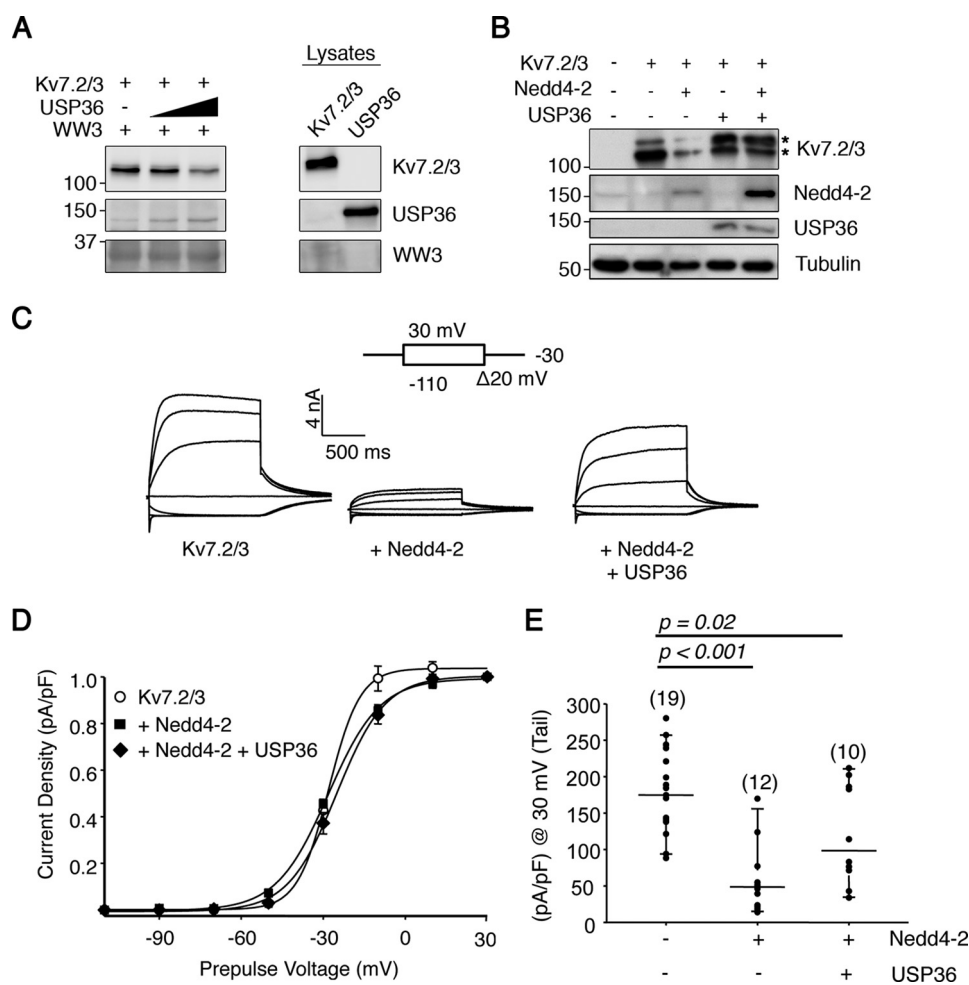 A
Lysates
Kv7.2/3 + + +
USP36 -
WW3 + + +
Kv7.2/3 USP36
100
150
37
Kv7.2/3
USP36
WW3
B
Kv7.2/3 - + + + +
Nedd4-2 - - + - +
USP36 - - - + +
100
150
150
50
* Kv7.2/3
*
Nedd4-2
USP36
Tubulin
C
30 mV
-30
-110 Δ20 mV
4 nA
500 ms
Kv7.2/3
+ Nedd4-2
+ Nedd4-2
+ USP36
D
Current Density (pA/pF)
1.0
0.8
0.6
0.4
0.2
Kv7.2/3
+ Nedd4-2
+ Nedd4-2 + USP36
-90 -60 -30 0 30
Prepulse Voltage (mV)
E
p = 0.02
p < 0.001
(pA/pF) @ 30 mV (Tail)
300
250
200
150
100
50
0
(19)
(12)
(10)
- + + Nedd4-2
- - + USP36